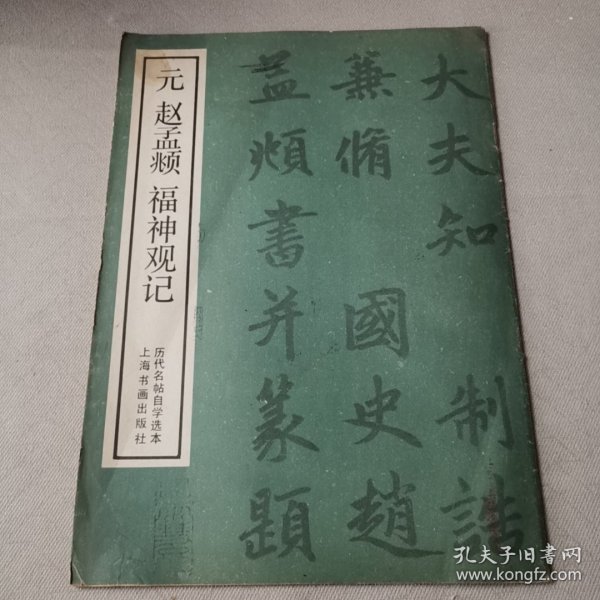 大夫知制誥
兼脩國史趙
孟頫書并篆題
元 赵孟頫 福神观记
历代名帖自学选本
上海书画出版社
孔夫子旧书网
www.kongfz.com